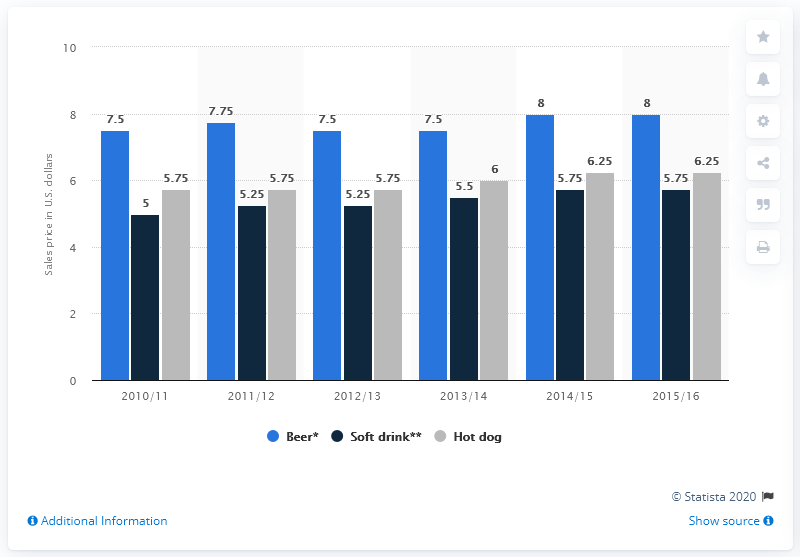 10
8
6
4
2
0
Sales price in U.S. dollars
7.5 5 5.75
7.75 5.25 5.75
7.5 5.25 5.75
7.5 5.5 6
8 5.75 6.25
8 5.75 6.25
2010/11 2011/12 2012/13 2013/14 2014/15 2015/16
Beer* Soft drink** Hot dog
© Statista 2020
Additional Information Show source